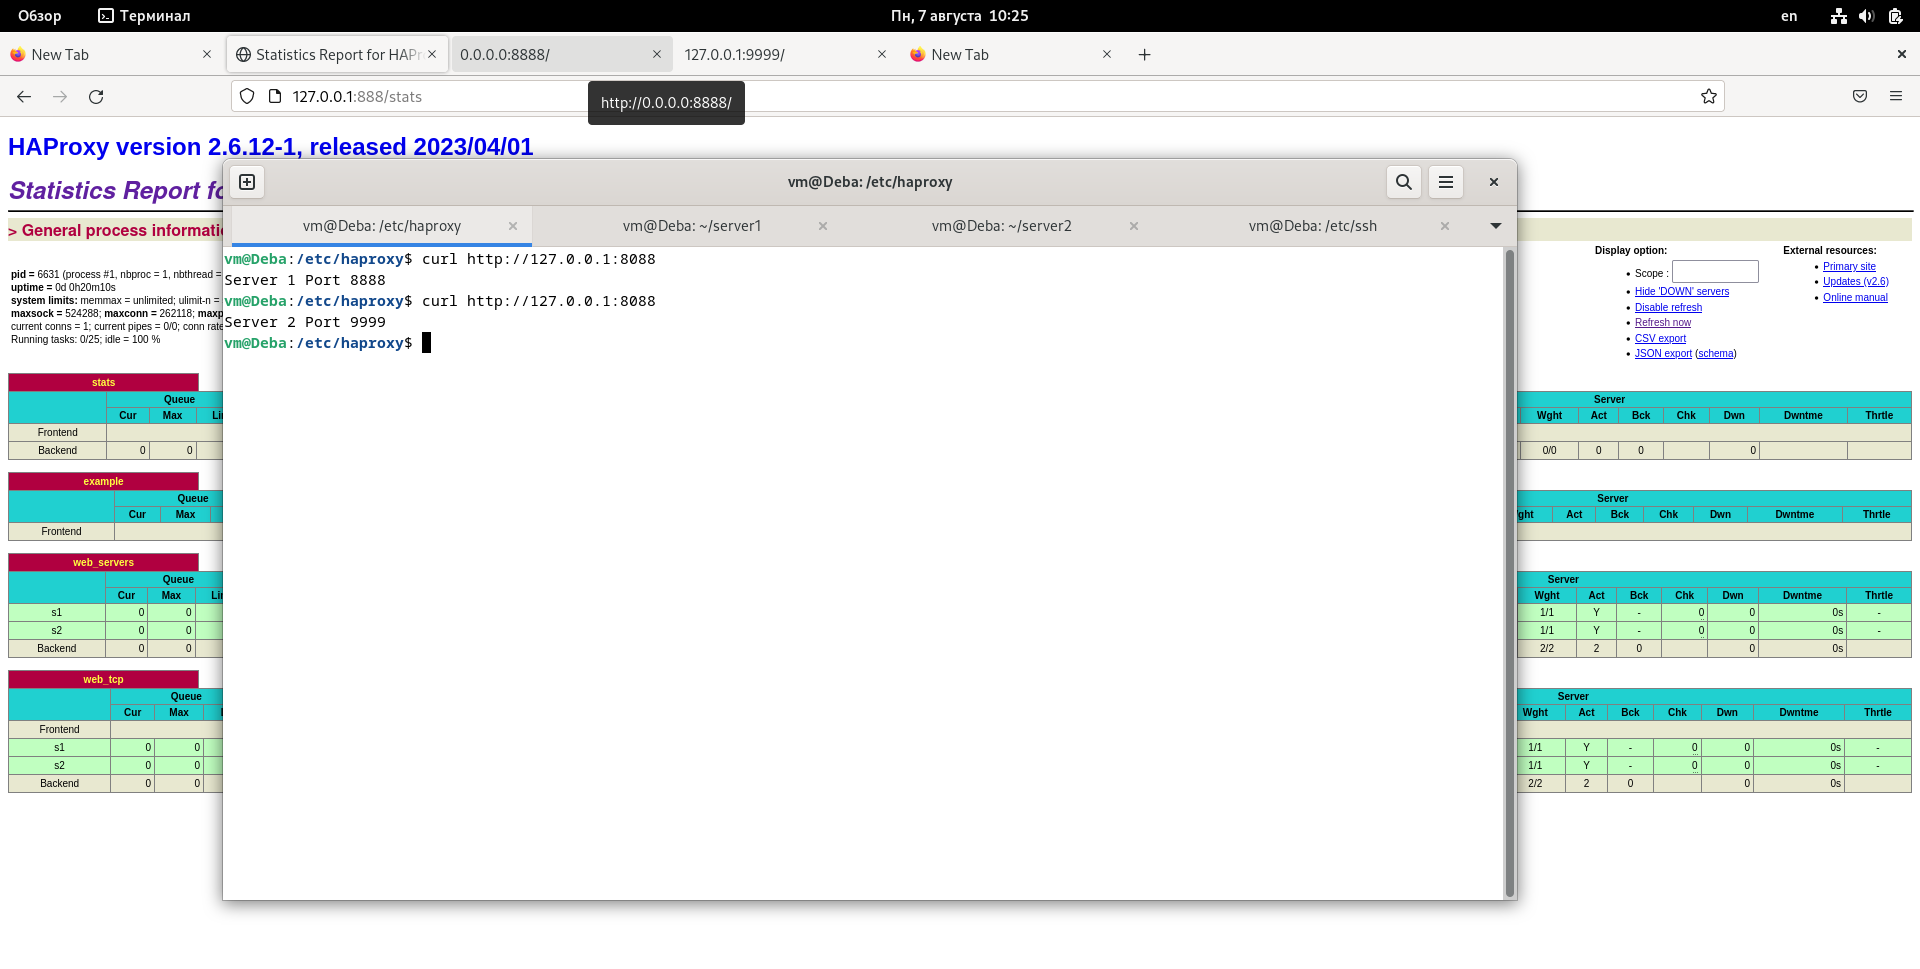 Обзор Терминал Пн, 7 августа 10:25 en
New Tab Statistics Report for HAPr 0.0.0.0:8888/ 127.0.0.1:9999/ New Tab
127.0.0.1:888/stats
http://0.0.0.0:8888/
HAProxy version 2.6.12-1, released 2023/04/01
Statistics Report fo
> General process informati
vm@Deba: /etc/haproxy
vm@Deba: /etc/haproxy vm@Deba: ~/server1 vm@Deba: ~/server2 vm@Deba: /etc/ssh
vm@Deba:/etc/haproxy$ curl http://127.0.0.1:8088
Server 1 Port 8888
vm@Deba:/etc/haproxy$ curl http://127.0.0.1:8088
Server 2 Port 9999
vm@Deba:/etc/haproxy$
pid = 6631 (process #1, nbproc = 1, nbthread =
uptime = 0d 0h20m10s
system limits: memmax = unlimited; ulimit-n =
maxsock = 524288; maxconn = 262118; maxp
current conns = 1; current pipes = 0/0; conn rate
Running tasks: 0/25; idle = 100 %
Display option:
Scope :
Hide 'DOWN' servers
Disable refresh
Refresh now
CSV export
JSON export (schema)
External resources:
Primary site
Updates (v2.6)
Online manual
stats
Queue Server
Cur Max Li Wght Act Bck Chk Dwn Dwntme Thrtle
Frontend
Backend 0 0 0/0 0 0 0
example
Queue Server
Cur Max ght Act Bck Chk Dwn Dwntme Thrtle
Frontend
web_servers
Queue Server
Cur Max Li Wght Act Bck Chk Dwn Dwntme Thrtle
s1 0 0 1/1 Y - 0 0 0s -
s2 0 0 1/1 Y - 0 0 0s -
Backend 0 0 2/2 2 0 0 0s
web_tcp
Queue Server
Cur Max Wght Act Bck Chk Dwn Dwntme Thrtle
Frontend
s1 0 0 1/1 Y - 0 0 0s -
s2 0 0 1/1 Y - 0 0 0s -
Backend 0 0 2/2 2 0 0 0s